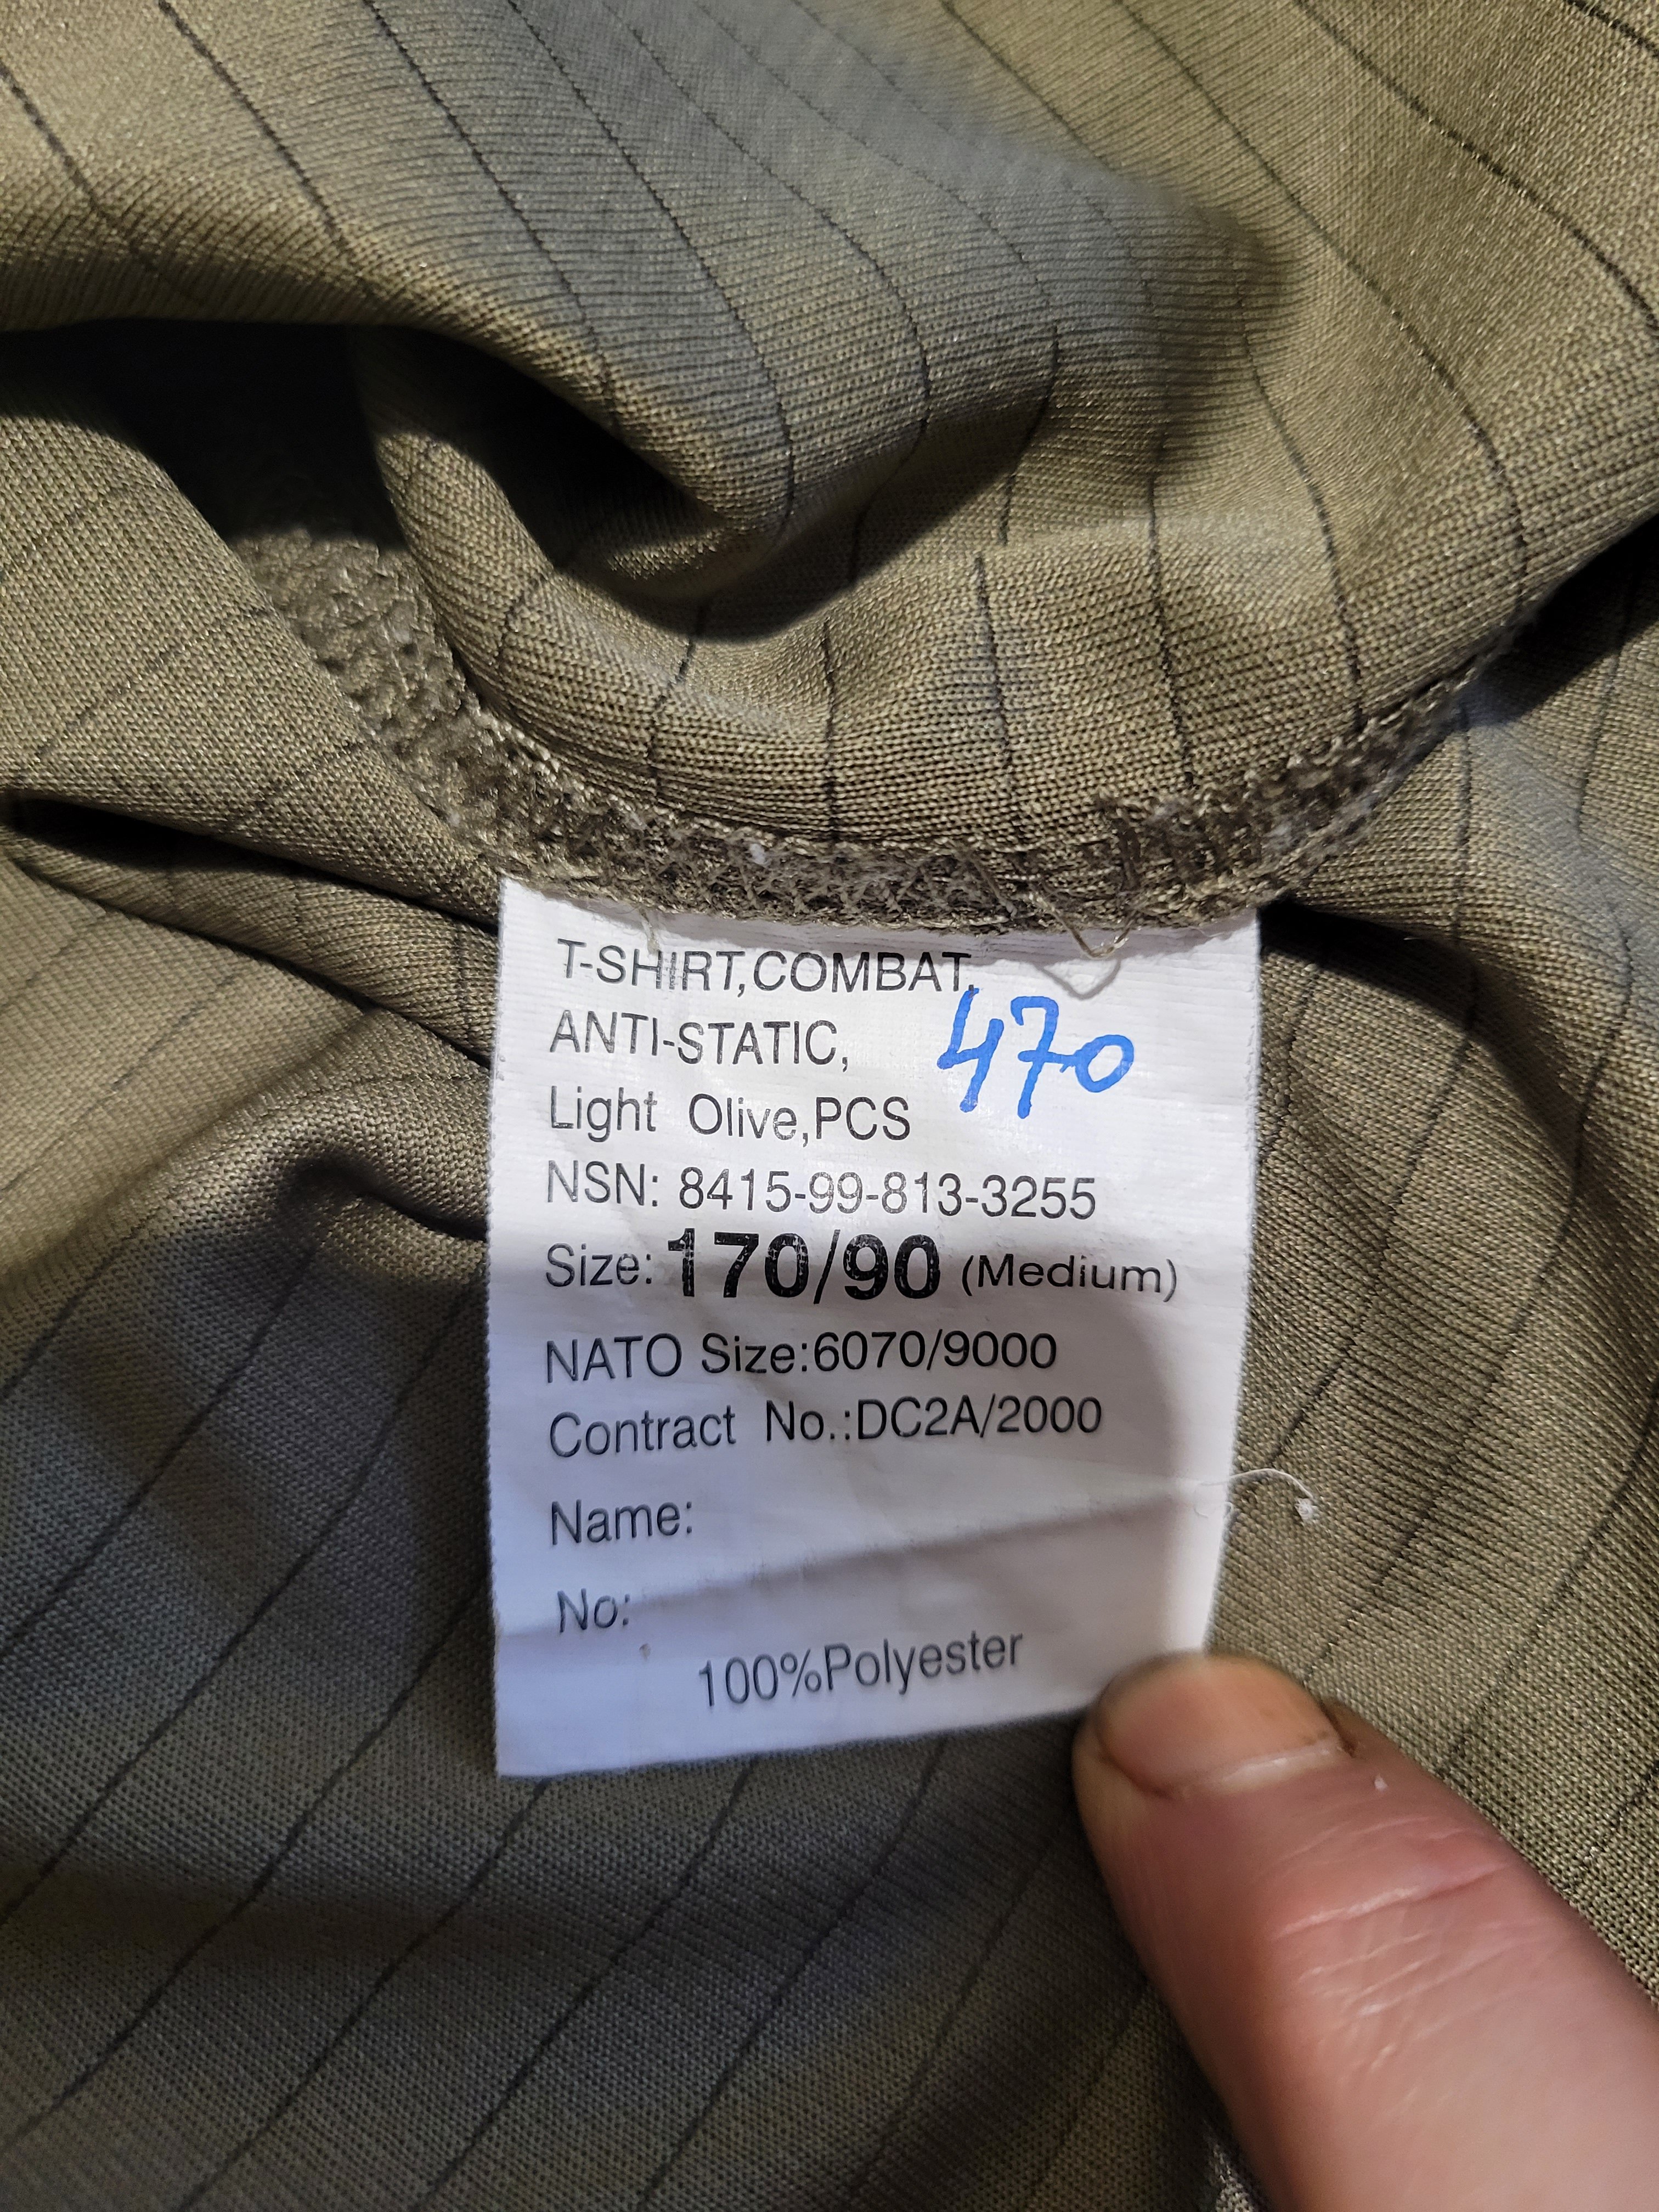 T-SHIRT,COMBAT.
ANTI-STATIC,
470
Light Olive,PCS
NSN: 8415-99-813-3255
Size: 170/90 (Medium)
NATO Size:6070/9000
Contract No.:DC2A/2000
Name:
No:
100%Polyester